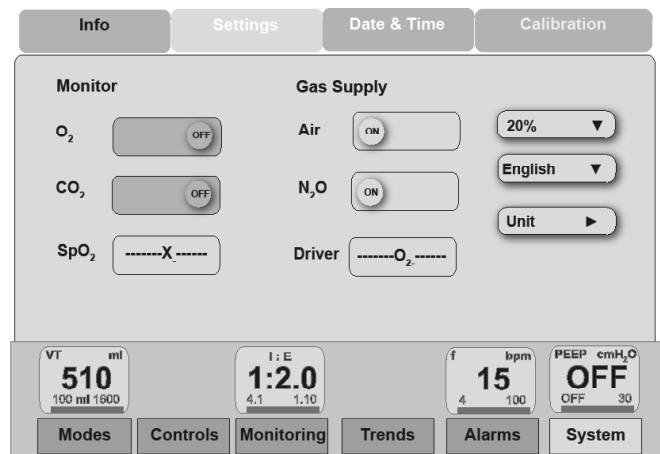 Info Settings Date & Time Calibration
Monitor Gas Supply
O₂ OFF Air ON 20% ▼
English ▼
CO₂ OFF N₂O ON
Unit ►
SpO₂ -------X------- Driver -------O₂-------
VT ml I : E f bpm PEEP cmH₂O
510 1:2.0 15 OFF
100 ml 1600 4.1 1.10 4 100 OFF 30
Modes Controls Monitoring Trends Alarms System